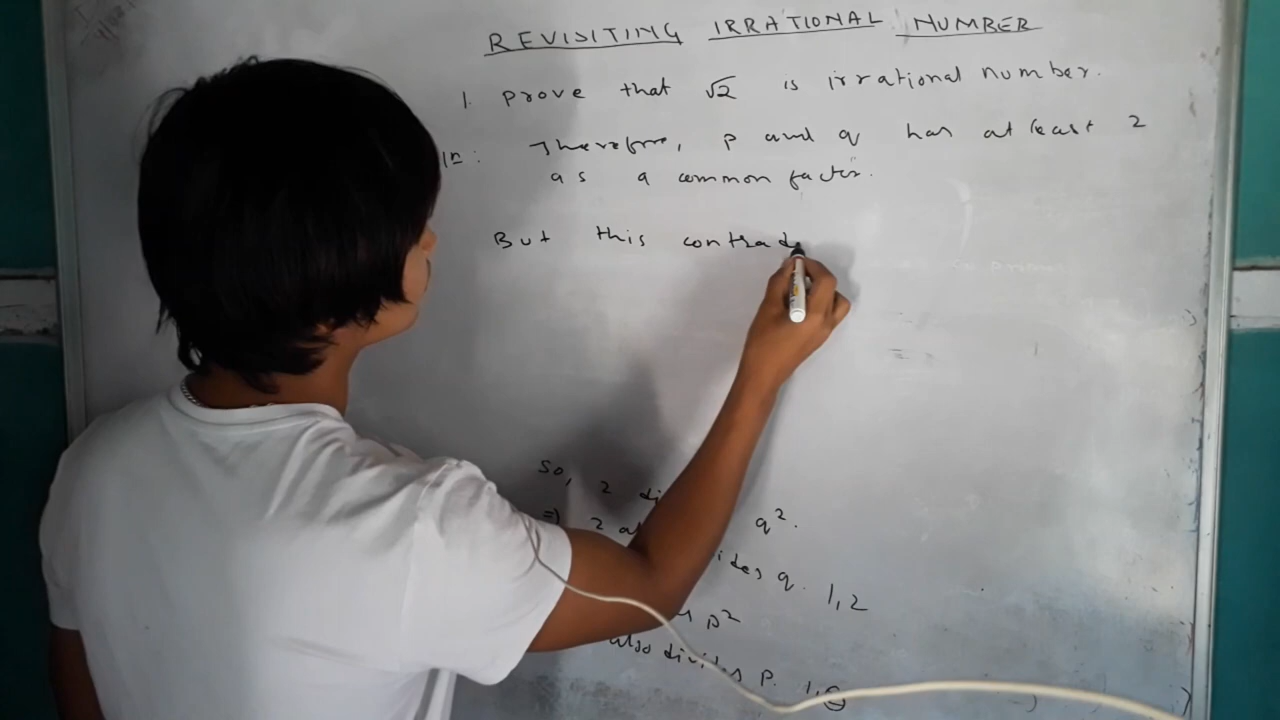 REVISITING IRRATIONAL NUMBER
1. Prove that √2 is irrational number.
Therefore, p and q has at least 2
as a common factor.
But this contrad
so, 2 di
⇒ 2 al q².
ides q. 1,2
p²
also divides p. 1,2